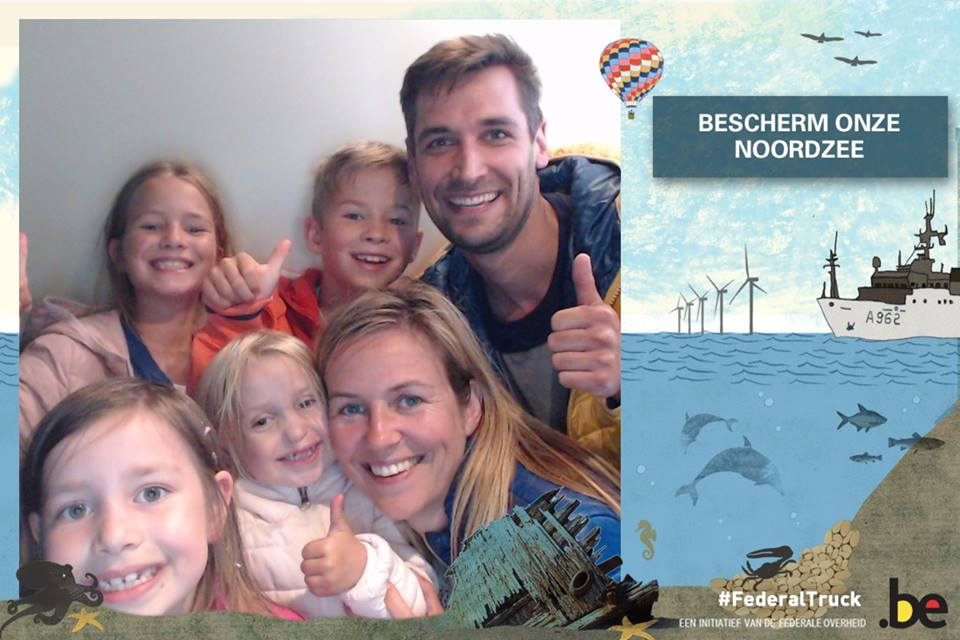 BESCHERM ONZE
NOORDZEE
A962
#FederalTruck
EEN INITIATIEF VAN DE FEDERALE OVERHEID
.be